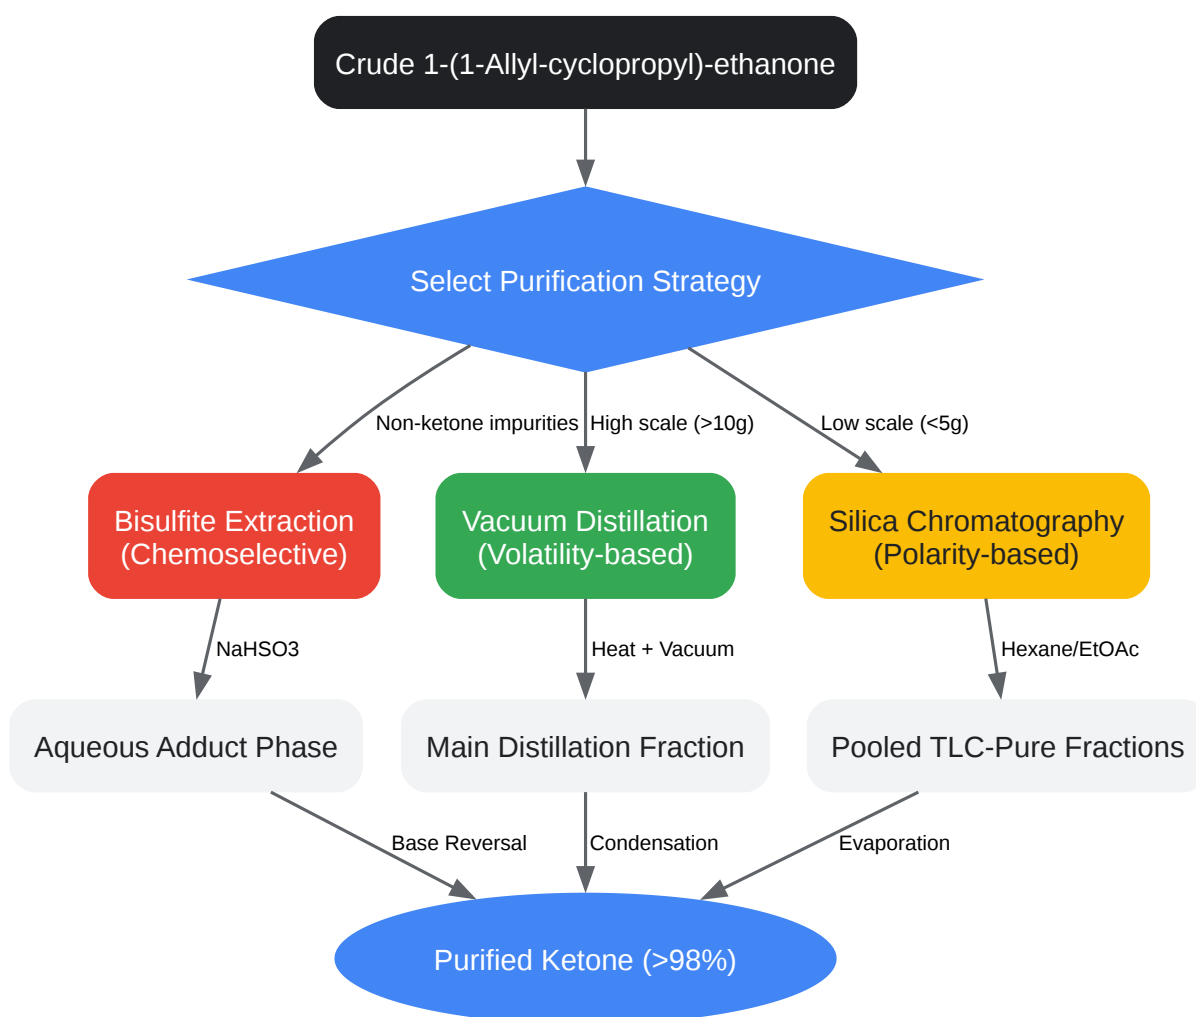 Crude 1-(1-Allyl-cyclopropyl)-ethanone
Select Purification Strategy
Non-ketone impurities
High scale (>10g)
Low scale (<5g)
Bisulfite Extraction
(Chemoselective)
Vacuum Distillation
(Volatility-based)
Silica Chromatography
(Polarity-based)
NaHSO3
Heat + Vacuum
Hexane/EtOAc
Aqueous Adduct Phase
Main Distillation Fraction
Pooled TLC-Pure Fractions
Base Reversal
Condensation
Evaporation
Purified Ketone (>98%)